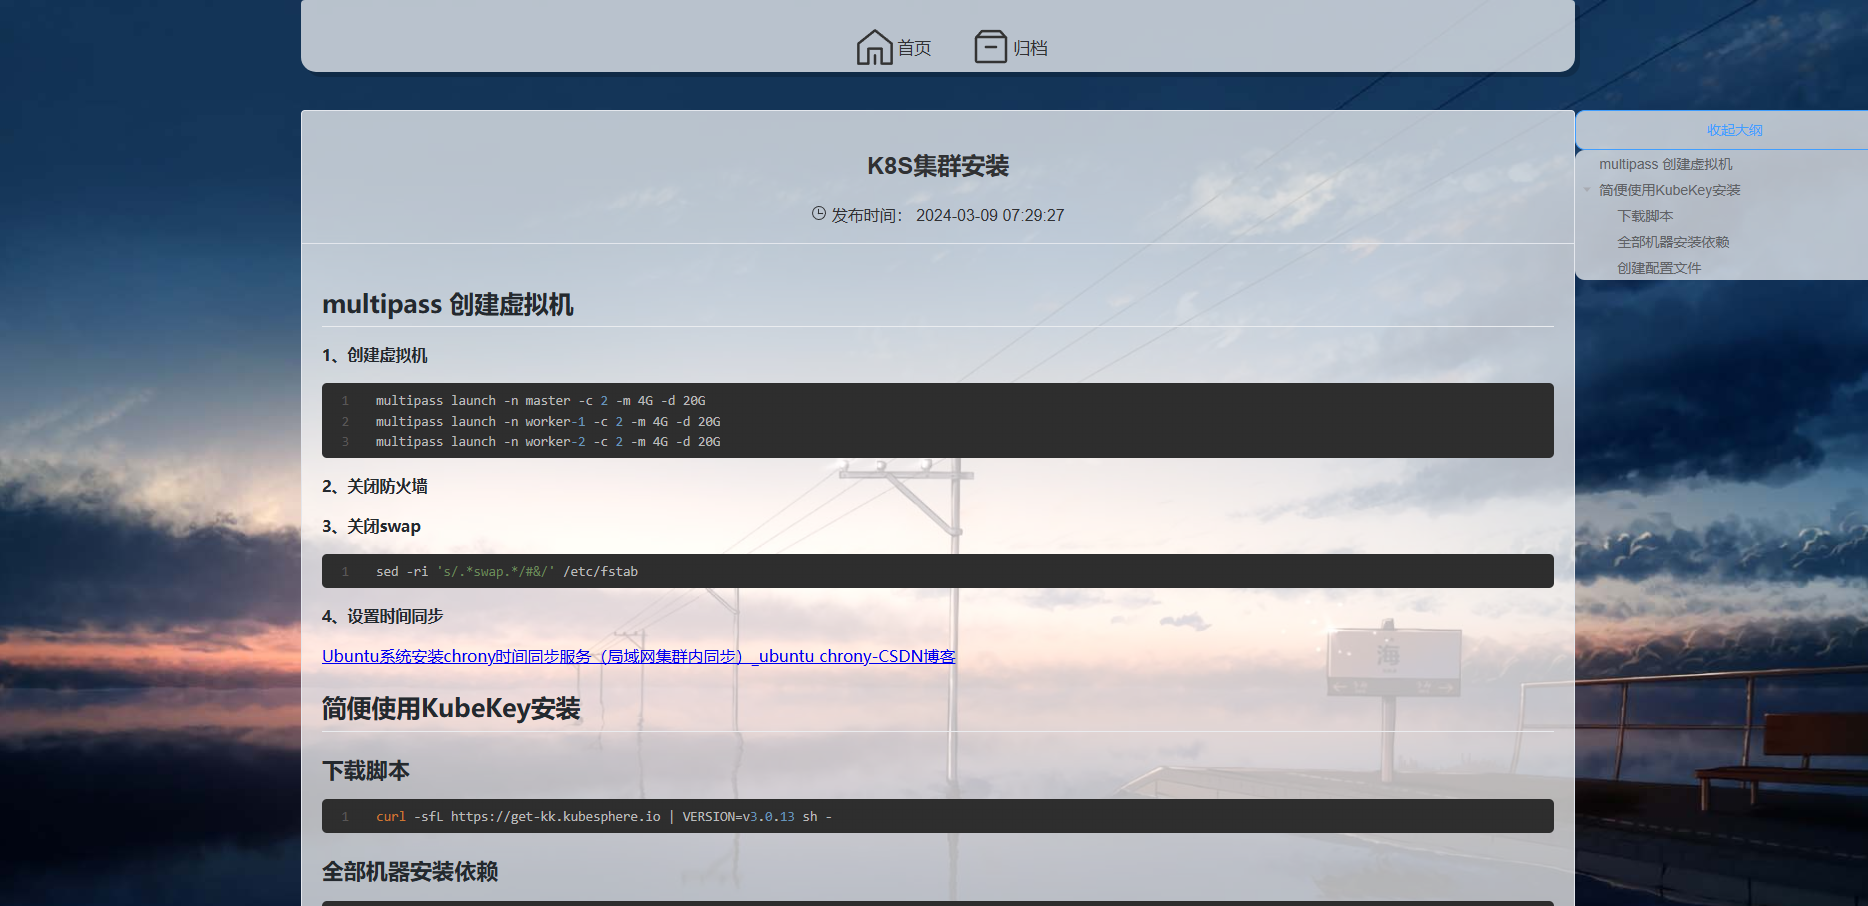 首页
归档
K8S集群安装
发布时间： 2024-03-09 07:29:27
multipass 创建虚拟机
1、创建虚拟机
1 multipass launch -n master -c 2 -m 4G -d 20G
2 multipass launch -n worker-1 -c 2 -m 4G -d 20G
3 multipass launch -n worker-2 -c 2 -m 4G -d 20G
2、关闭防火墙
3、关闭swap
1 sed -ri 's/.*swap.*/#&/' /etc/fstab
4、设置时间同步
Ubuntu系统安装chrony时间同步服务（局域网集群内同步）_ubuntu chrony-CSDN博客
简便使用KubeKey安装
下载脚本
1 curl -sfL https://get-kk.kubesphere.io | VERSION=v3.0.13 sh -
全部机器安装依赖
收起大纲
multipass 创建虚拟机
简便使用KubeKey安装
下载脚本
全部机器安装依赖
创建配置文件
海